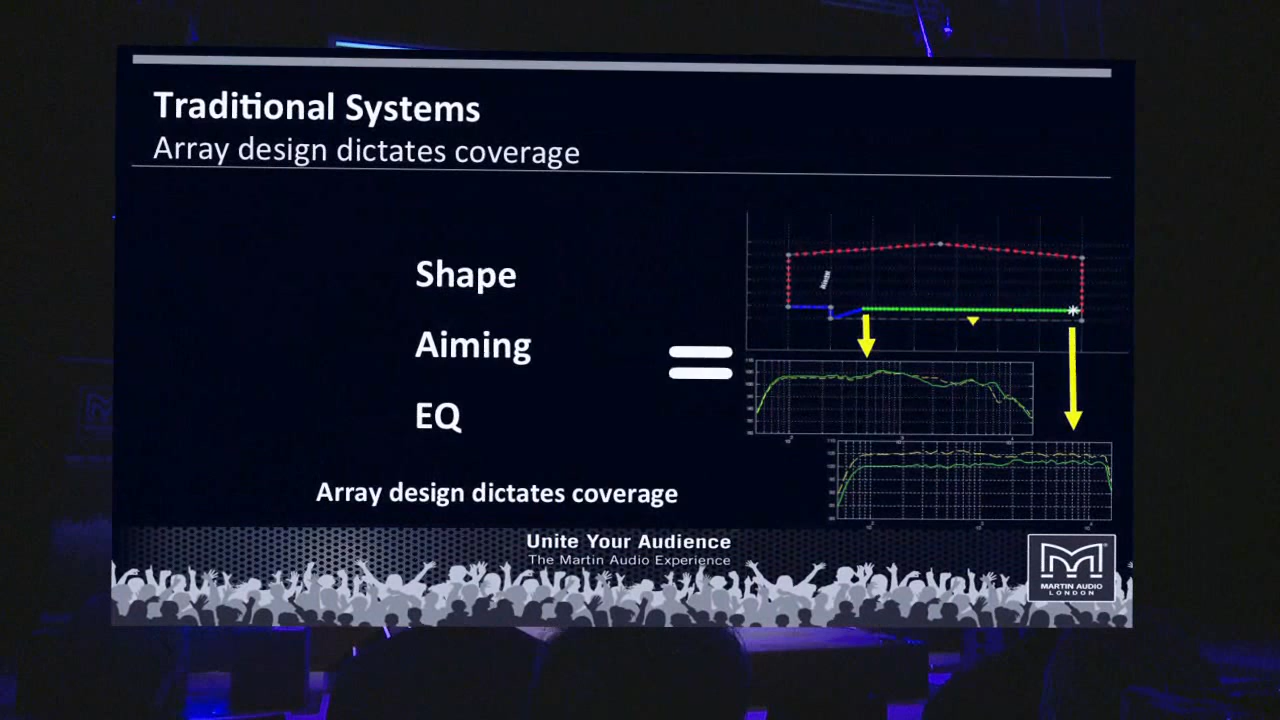 Traditional Systems
Array design dictates coverage
Shape
Aiming
EQ
Array design dictates coverage
Unite Your Audience
The Martin Audio Experience
MARTIN AUDIO
LONDON